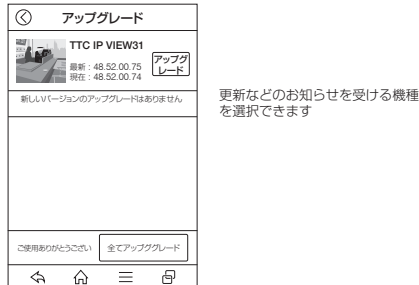 アップグレード
TTC IP VIEW31
最新：48.52.00.75
現在：48.52.00.74
アップグ
レード
新しいバージョンのアップグレードはありません
更新などのお知らせを受ける機種
を選択できます
ご使用ありがとうござい
全てアップググレード